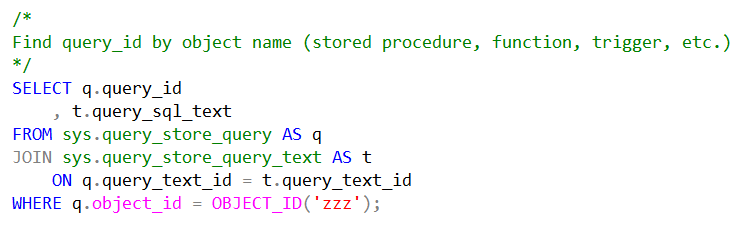 /*
Find query_id by object name (stored procedure, function, trigger, etc.)
*/
SELECT q.query_id
    , t.query_sql_text
FROM sys.query_store_query AS q
JOIN sys.query_store_query_text AS t
    ON q.query_text_id = t.query_text_id
WHERE q.object_id = OBJECT_ID('zzz');